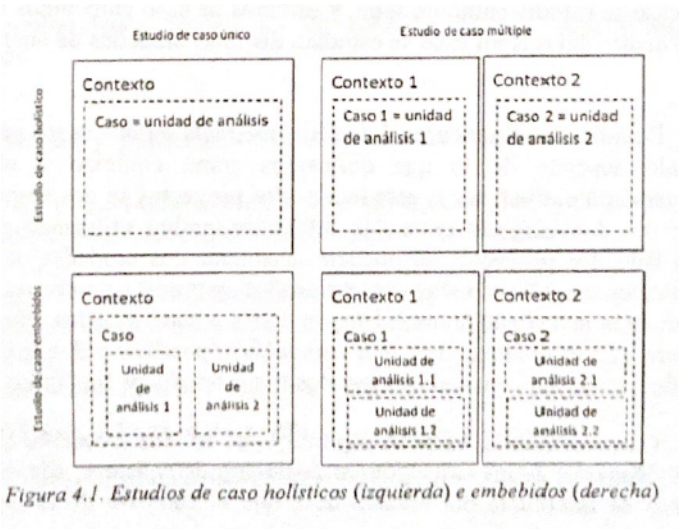 Estudio de caso único
Estudio de caso múltiple
Estudio de caso holístico
Contexto
Caso = unidad de análisis
Contexto 1
Caso 1 = unidad
de análisis 1
Contexto 2
Caso 2 = unidad
de análisis 2
Estudio de caso embebidos
Contexto
Caso
Unidad
de
análisis 1
Unidad
de
análisis 2
Contexto 1
Caso 1
Unidad de
análisis 1.1
Unidad de
análisis 1.2
Contexto 2
Caso 2
Unidad de
análisis 2.1
Unidad de
análisis 2.2
Figura 4.1. Estudios de caso holísticos (izquierda) e embebidos (derecha)